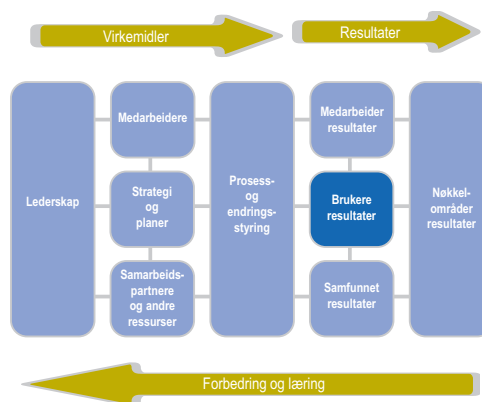 Virkemidler
Resultater
Lederskap
Medarbeidere
Strategi
og
planer
Samarbeids-
partnere
og andre
ressurser
Prosess-
og
endrings-
styring
Medarbeider
resultater
Brukere
resultater
Samfunnet
resultater
Nøkkel-
områder
resultater
Forbedring og læring